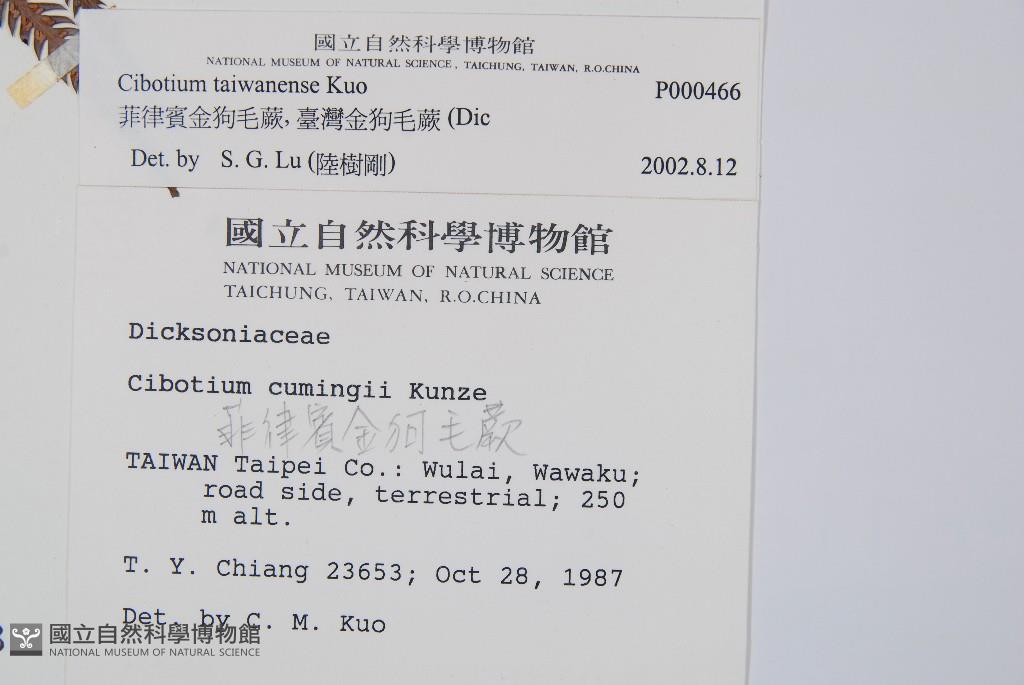 國立自然科學博物館
NATIONAL MUSEUM OF NATURAL SCIENCE, TAICHUNG, TAIWAN, R.O.CHINA
Cibotium taiwanense Kuo P000466
菲律賓金狗毛蕨, 臺灣金狗毛蕨 (Dic
Det. by S. G. Lu (陸樹剛) 2002.8.12
國立自然科學博物館
NATIONAL MUSEUM OF NATURAL SCIENCE
TAICHUNG, TAIWAN, R.O.CHINA
Dicksoniaceae
Cibotium cumingii Kunze
菲律賓金狗毛蕨
TAIWAN Taipei Co.: Wulai, Wawaku;
road side, terrestrial; 250
m alt.
T. Y. Chiang 23653; Oct 28, 1987
Det. by C. M. Kuo
國立自然科學博物館
NATIONAL MUSEUM OF NATURAL SCIENCE